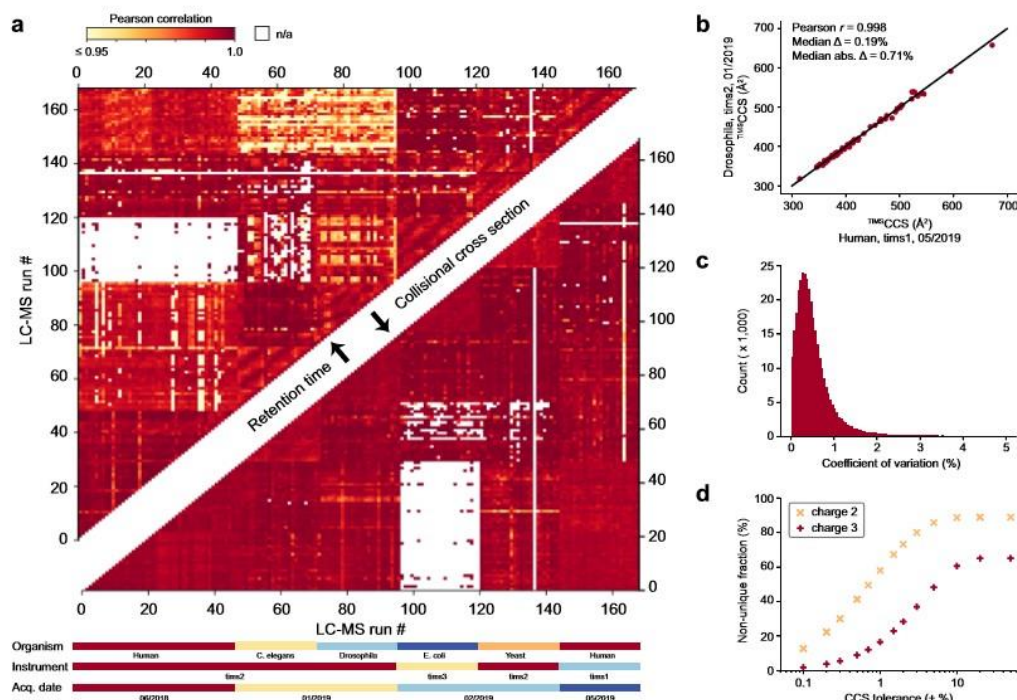 a
Pearson correlation
≤ 0.95 1.0
n/a
0 20 40 60 80 100 120 140 160
160
140
120
100
80
60
40
20
0
LC-MS run #
160
140
120
100
80
60
40
20
0
Collisional cross section
Retention time
0 20 40 60 80 100 120 140 160
LC-MS run #
Organism
Human C. elegans Drosophila E. coli Yeast Human
Instrument
tims2 tims3 tims2 tims1
Acq. date
06/2018 01/2019 02/2019 05/2019
b
Pearson r = 0.998
Median Δ = 0.19%
Median abs. Δ = 0.71%
Drosophila, tims2, 01/2019
TIMSCCS (Å²)
700
600
500
400
300
300 400 500 600 700
TIMSCCS (Å²)
Human, tims1, 05/2019
c
Count ( x 1,000)
25
20
15
10
5
0
0 1 2 3 4 5
Coefficient of variation (%)
d
charge 2
charge 3
Non-unique fraction (%)
100
80
60
40
20
0
0.1 1 10
CCS tolerance (± %)